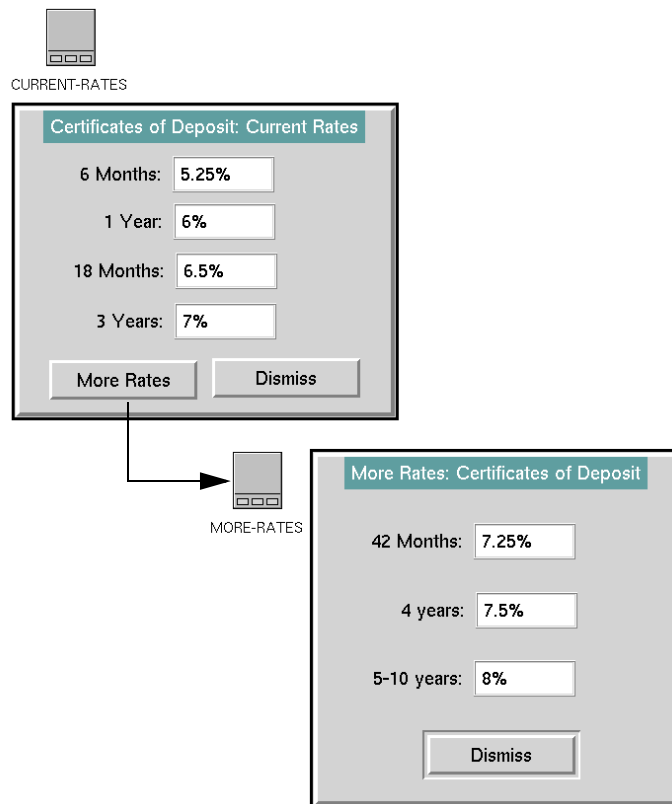 CURRENT-RATES
Certificates of Deposit: Current Rates
6 Months: 5.25%
1 Year: 6%
18 Months: 6.5%
3 Years: 7%
More Rates Dismiss
MORE-RATES
More Rates: Certificates of Deposit
42 Months: 7.25%
4 years: 7.5%
5-10 years: 8%
Dismiss